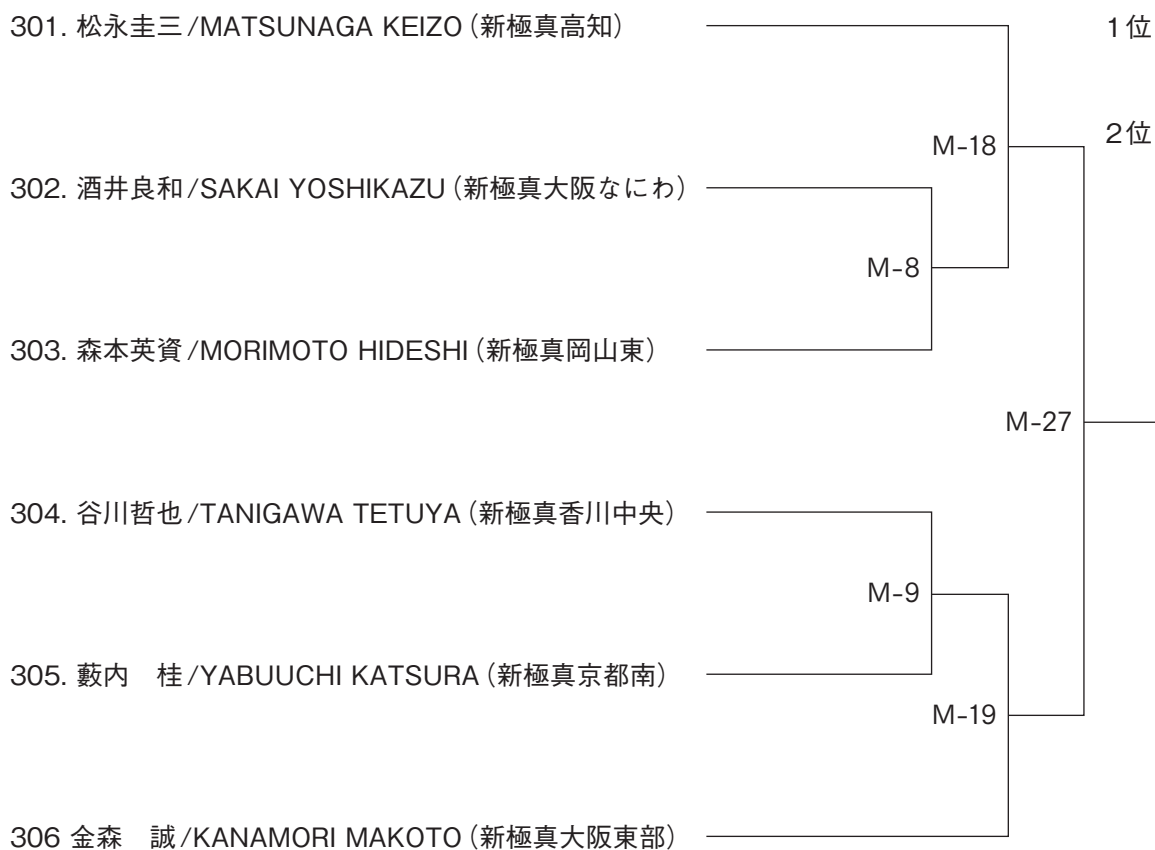 301. 松永圭三/MATSUNAGA KEIZO(新極真高知)
1位
2位
M-18
302. 酒井良和/SAKAI YOSHIKAZU(新極真大阪なにわ)
M-8
303. 森本英資/MORIMOTO HIDESHI(新極真岡山東)
M-27
304. 谷川哲也/TANIGAWA TETUYA(新極真香川中央)
M-9
305. 藪内 桂/YABUUCHI KATSURA(新極真京都南)
M-19
306 金森 誠/KANAMORI MAKOTO(新極真大阪東部)